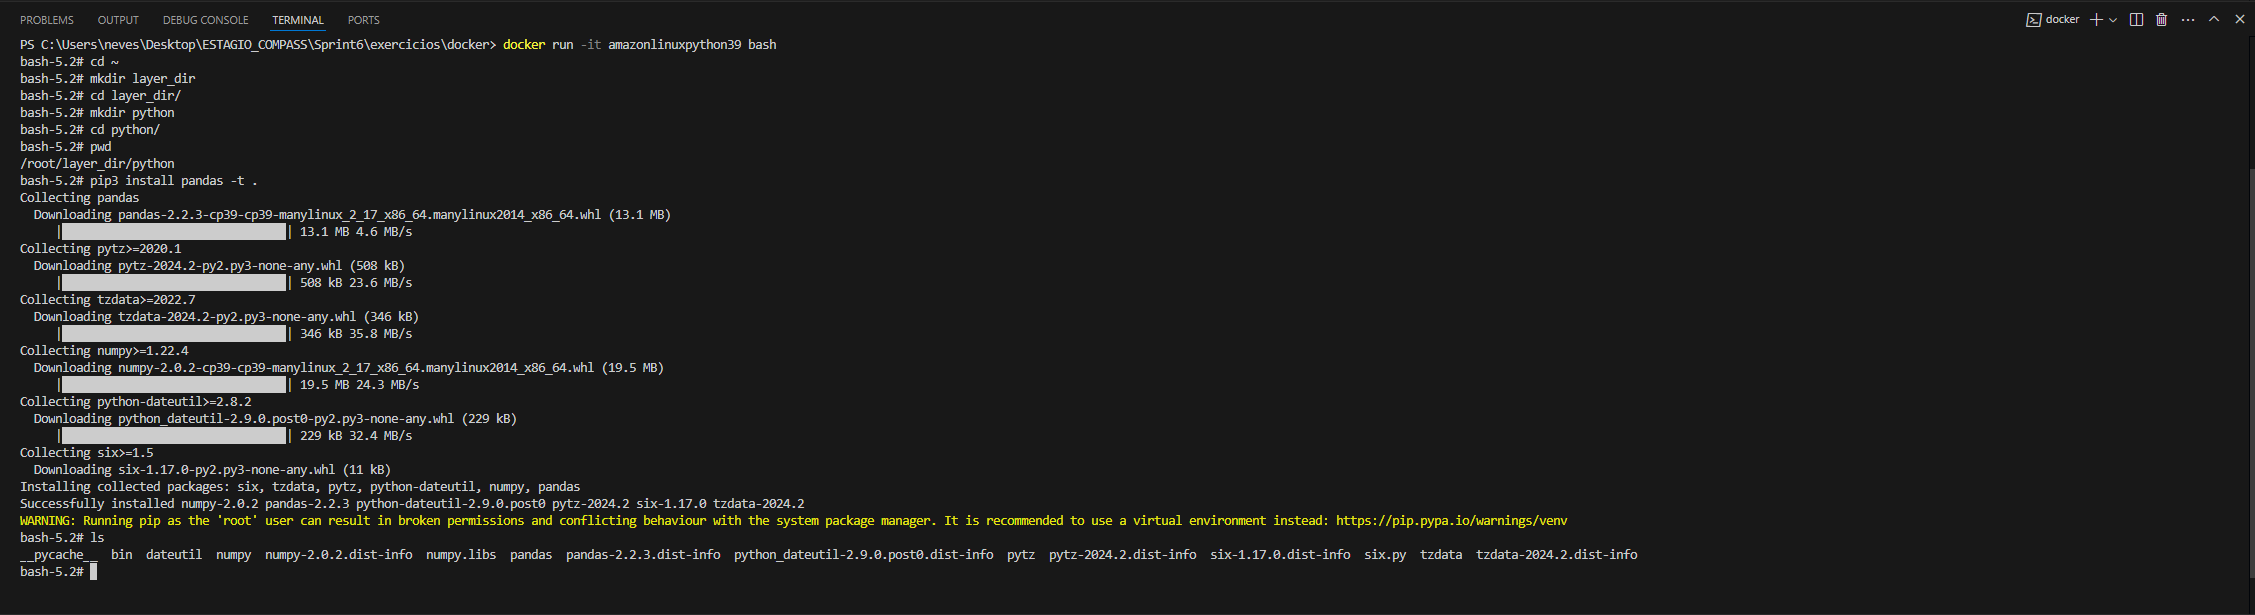 PROBLEMS OUTPUT DEBUG CONSOLE TERMINAL PORTS docker
PS C:\Users\neves\Desktop\ESTAGIO_COMPASS\Sprint6\exercicios\docker> docker run -it amazonlinuxpython39 bash
bash-5.2# cd ~
bash-5.2# mkdir layer_dir
bash-5.2# cd layer_dir/
bash-5.2# mkdir python
bash-5.2# cd python/
bash-5.2# pwd
/root/layer_dir/python
bash-5.2# pip3 install pandas -t .
Collecting pandas
Downloading pandas-2.2.3-cp39-cp39-manylinux_2_17_x86_64.manylinux2014_x86_64.whl (13.1 MB)
| | 13.1 MB 4.6 MB/s
Collecting pytz>=2020.1
Downloading pytz-2024.2-py2.py3-none-any.whl (508 kB)
| | 508 kB 23.6 MB/s
Collecting tzdata>=2022.7
Downloading tzdata-2024.2-py2.py3-none-any.whl (346 kB)
| | 346 kB 35.8 MB/s
Collecting numpy>=1.22.4
Downloading numpy-2.0.2-cp39-cp39-manylinux_2_17_x86_64.manylinux2014_x86_64.whl (19.5 MB)
| | 19.5 MB 24.3 MB/s
Collecting python-dateutil>=2.8.2
Downloading python_dateutil-2.9.0.post0-py2.py3-none-any.whl (229 kB)
| | 229 kB 32.4 MB/s
Collecting six>=1.5
Downloading six-1.17.0-py2.py3-none-any.whl (11 kB)
Installing collected packages: six, tzdata, pytz, python-dateutil, numpy, pandas
Successfully installed numpy-2.0.2 pandas-2.2.3 python-dateutil-2.9.0.post0 pytz-2024.2 six-1.17.0 tzdata-2024.2
WARNING: Running pip as the 'root' user can result in broken permissions and conflicting behaviour with the system package manager. It is recommended to use a virtual environment instead: https://pip.pypa.io/warnings/venv
bash-5.2# ls
__pycache__ bin dateutil numpy numpy-2.0.2.dist-info numpy.libs pandas pandas-2.2.3.dist-info python_dateutil-2.9.0.post0.dist-info pytz pytz-2024.2.dist-info six-1.17.0.dist-info six.py tzdata tzdata-2024.2.dist-info
bash-5.2#